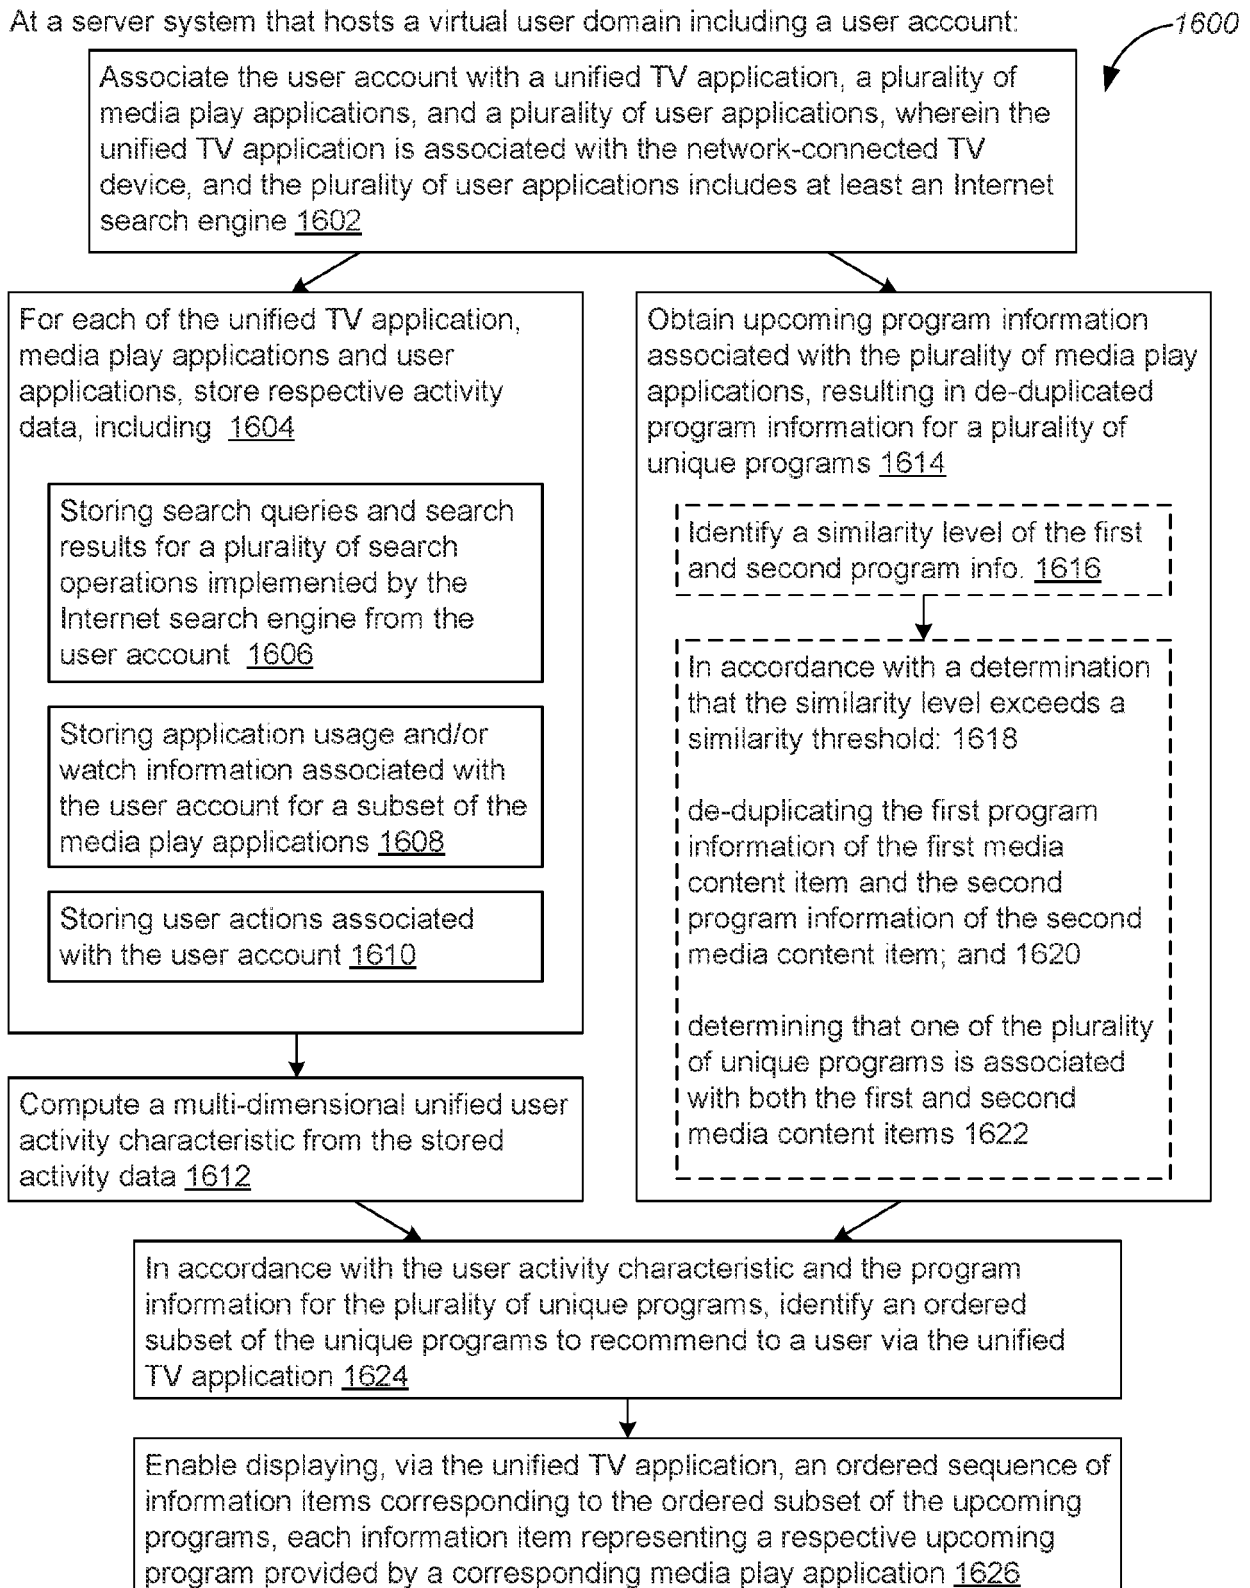 At a server system that hosts a virtual user domain including a user account:
1600
Associate the user account with a unified TV application, a plurality of
media play applications, and a plurality of user applications, wherein the
unified TV application is associated with the network-connected TV
device, and the plurality of user applications includes at least an Internet
search engine 1602
For each of the unified TV application,
media play applications and user
applications, store respective activity
data, including 1604
Storing search queries and search
results for a plurality of search
operations implemented by the
Internet search engine from the
user account 1606
Storing application usage and/or
watch information associated with
the user account for a subset of the
media play applications 1608
Storing user actions associated
with the user account 1610
Compute a multi-dimensional unified user
activity characteristic from the stored
activity data 1612
Obtain upcoming program information
associated with the plurality of media play
applications, resulting in de-duplicated
program information for a plurality of
unique programs 1614
Identify a similarity level of the first
and second program info. 1616
In accordance with a determination
that the similarity level exceeds a
similarity threshold: 1618
de-duplicating the first program
information of the first media
content item and the second
program information of the second
media content item; and 1620
determining that one of the plurality
of unique programs is associated
with both the first and second
media content items 1622
In accordance with the user activity characteristic and the program
information for the plurality of unique programs, identify an ordered
subset of the unique programs to recommend to a user via the unified
TV application 1624
Enable displaying, via the unified TV application, an ordered sequence of
information items corresponding to the ordered subset of the upcoming
programs, each information item representing a respective upcoming
program provided by a corresponding media play application 1626